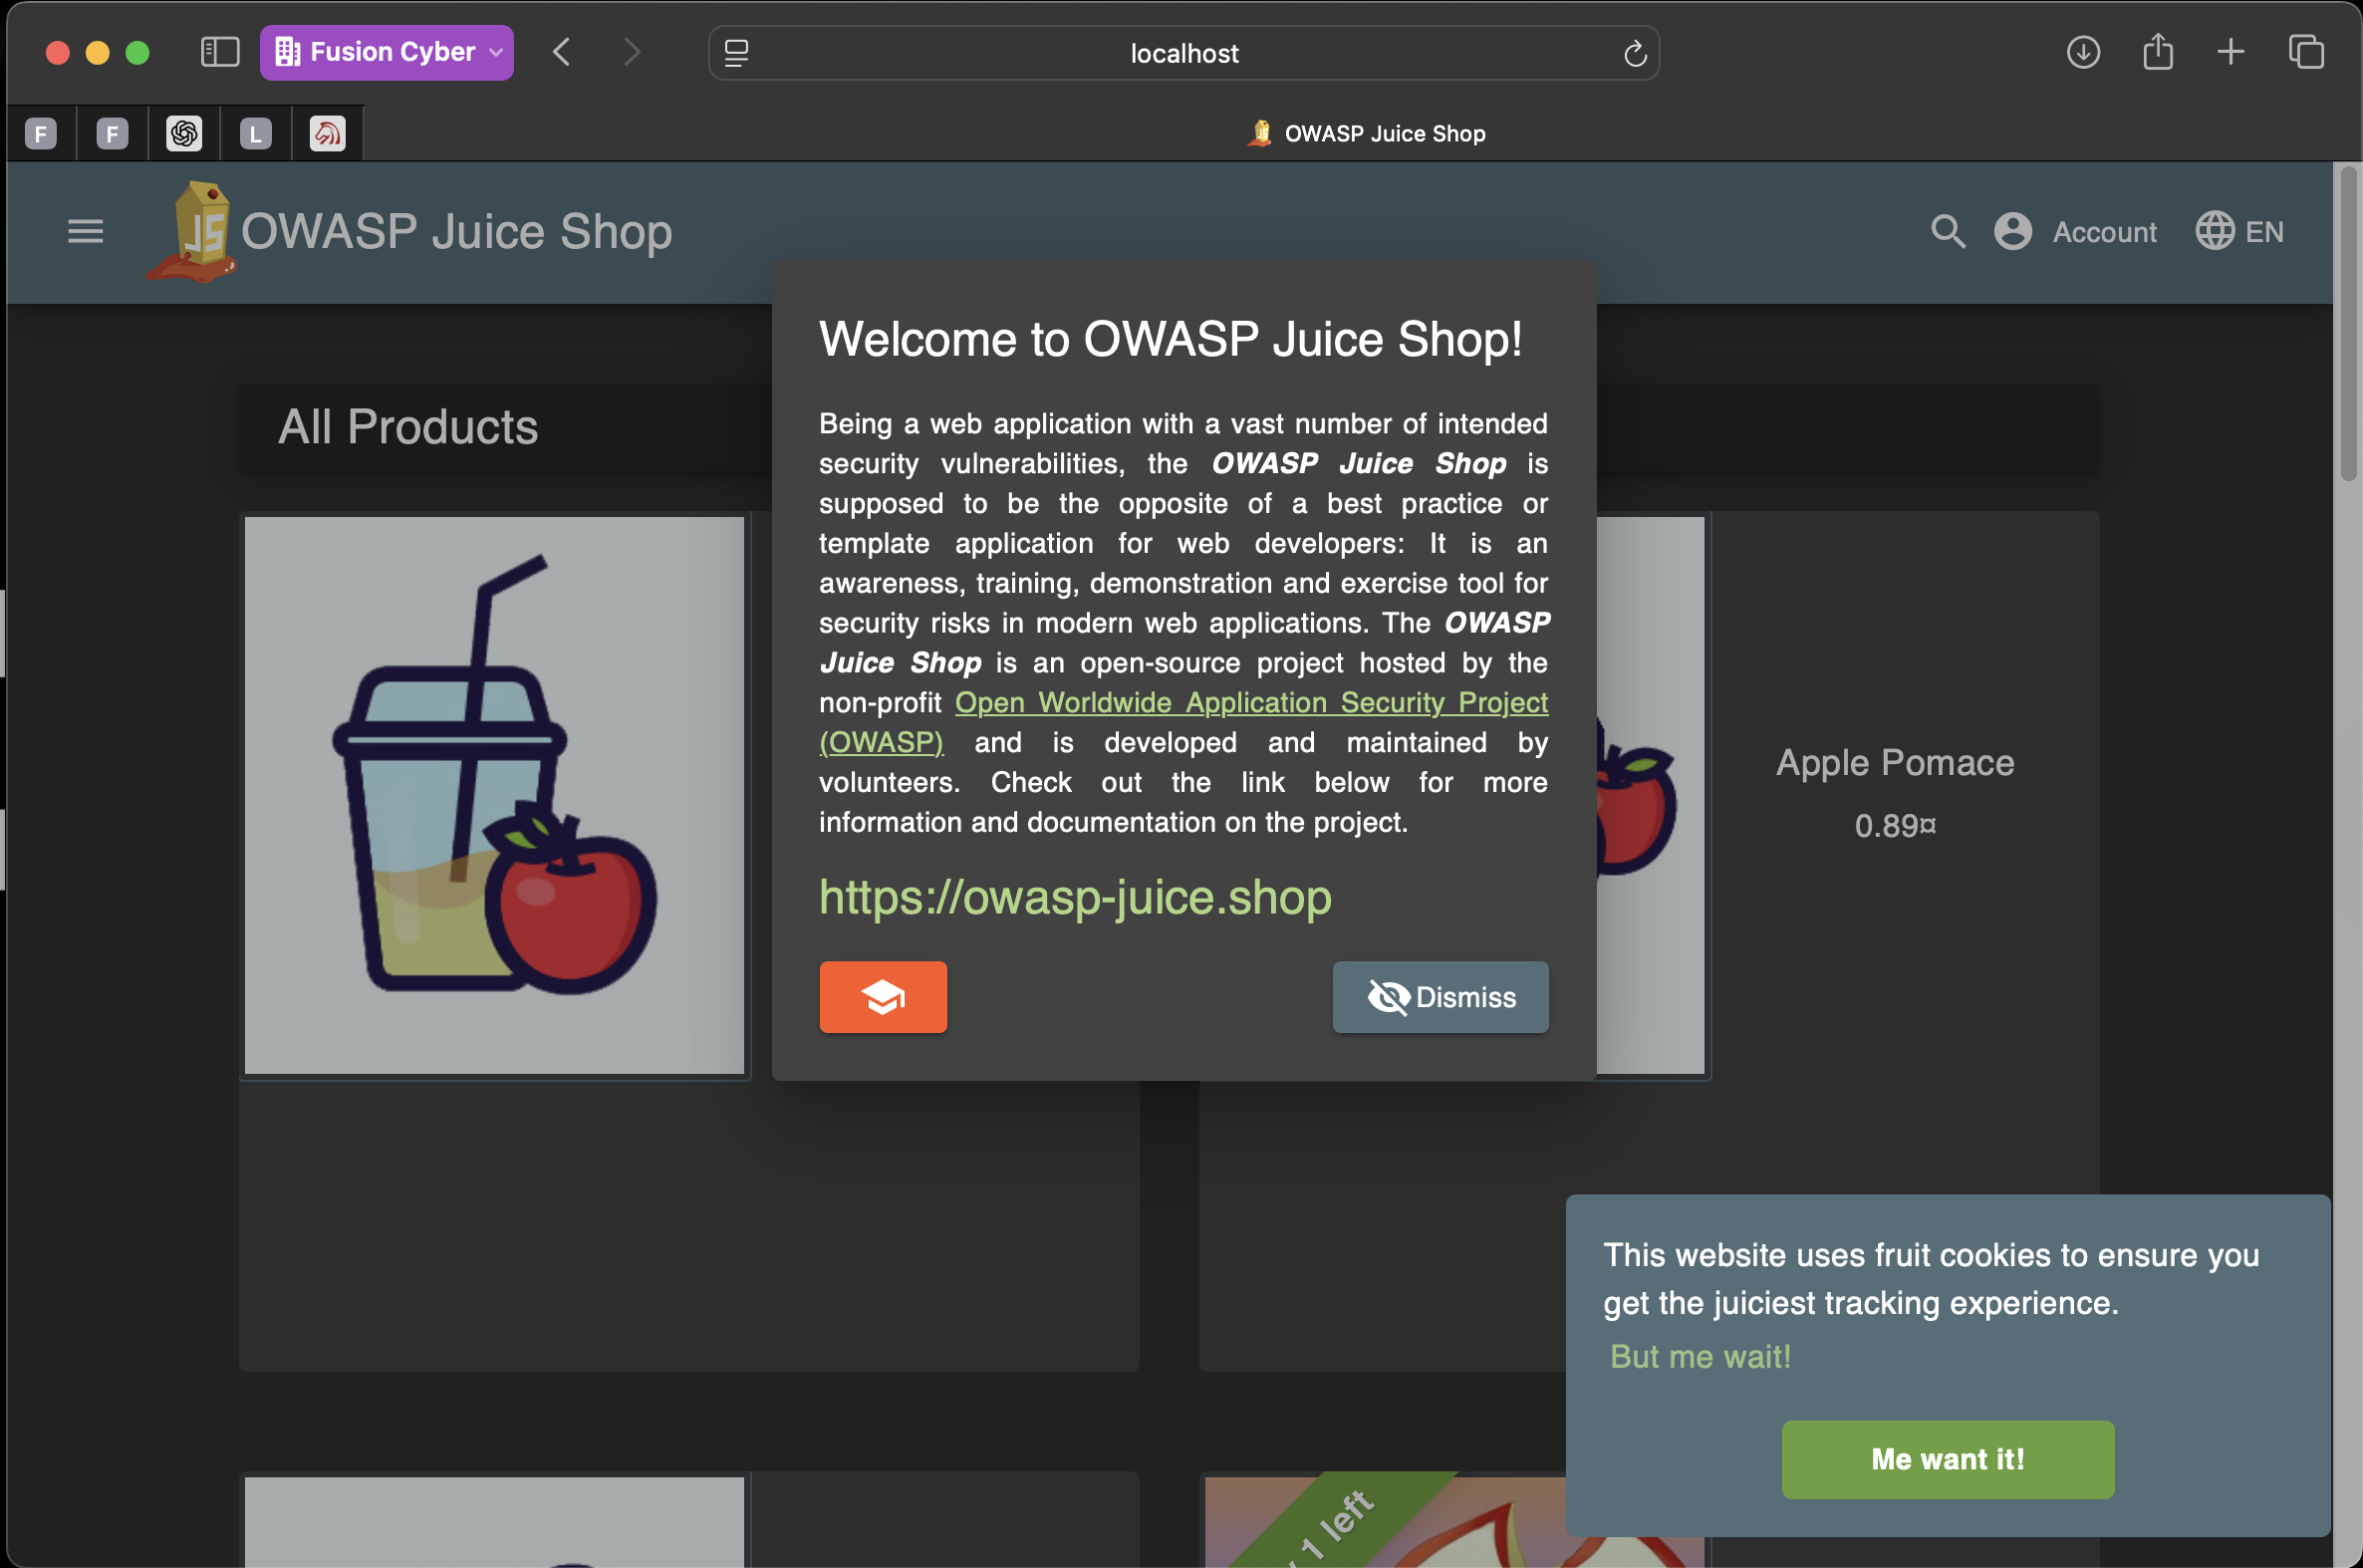 Fusion Cyber
localhost
F
F
L
OWASP Juice Shop
JS
OWASP Juice Shop
Account
EN
All Products
Welcome to OWASP Juice Shop!
Being a web application with a vast number of intended
security vulnerabilities, the OWASP Juice Shop is
supposed to be the opposite of a best practice or
template application for web developers: It is an
awareness, training, demonstration and exercise tool for
security risks in modern web applications. The OWASP
Juice Shop is an open-source project hosted by the
non-profit Open Worldwide Application Security Project
(OWASP) and is developed and maintained by
volunteers. Check out the link below for more
information and documentation on the project.
https://owasp-juice.shop
Dismiss
Apple Pomace
0.89¤
This website uses fruit cookies to ensure you
get the juiciest tracking experience.
But me wait!
Me want it!
1 left